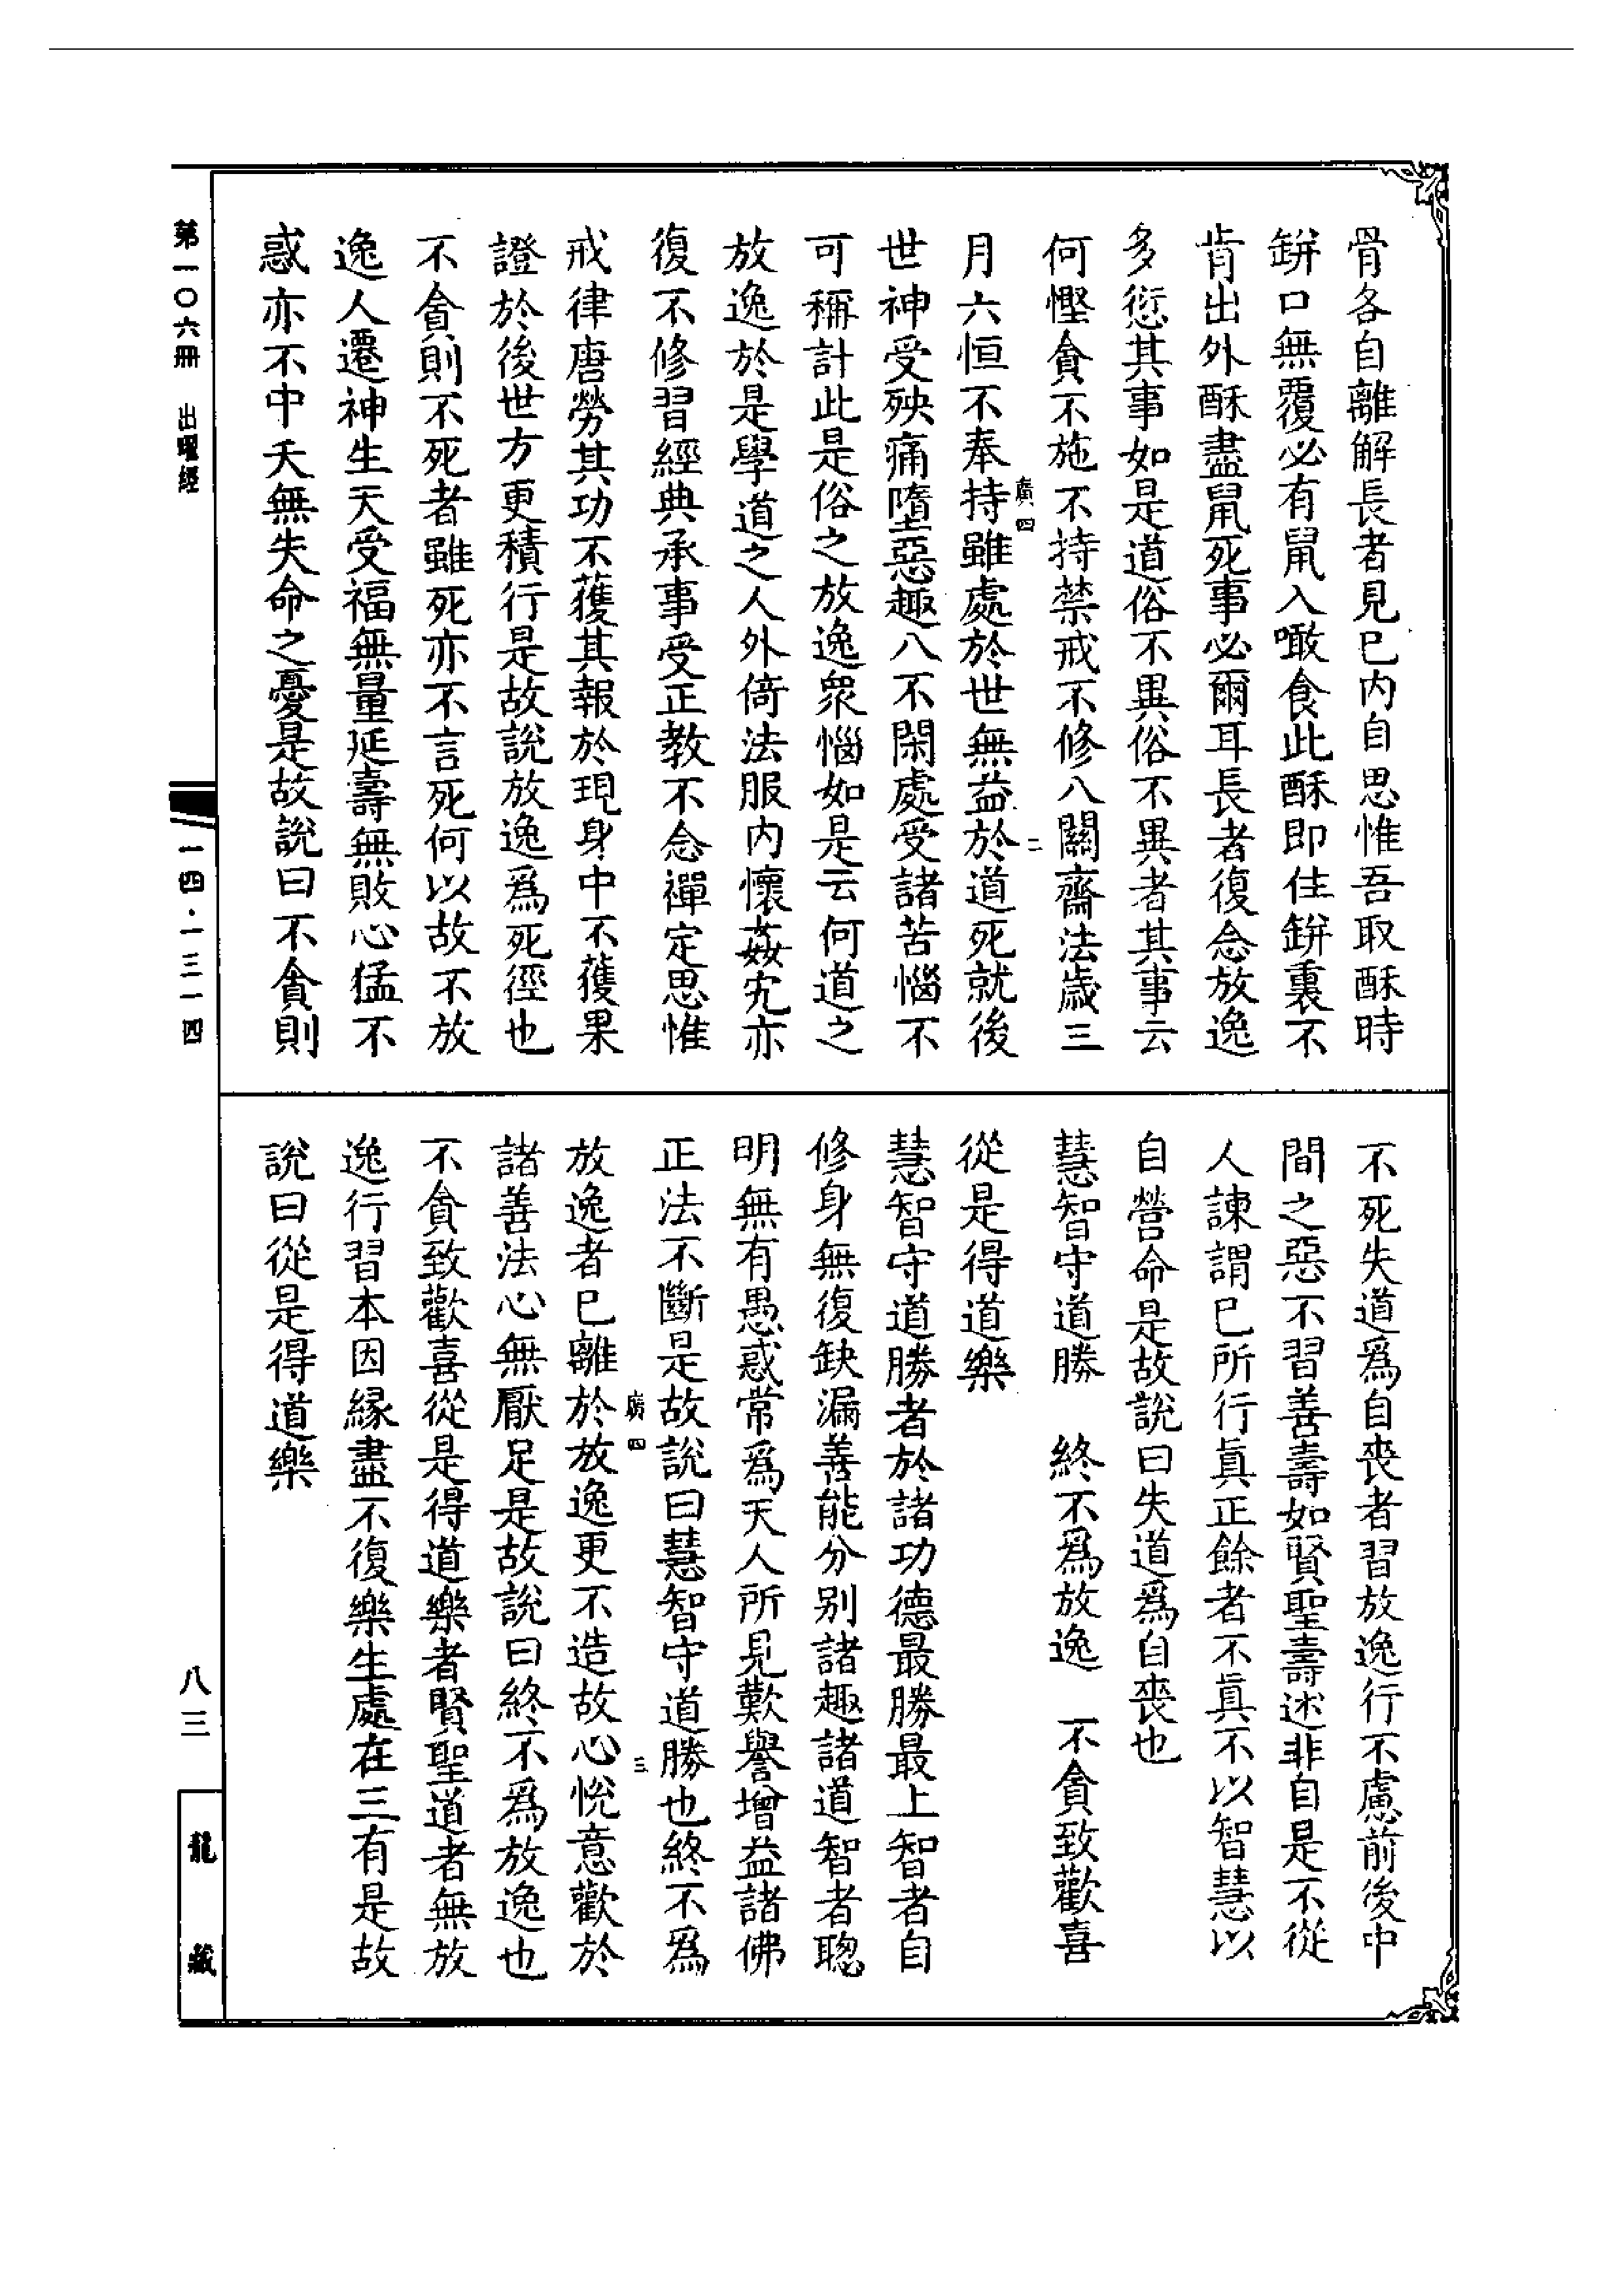 骨各自離解長者見已内自思惟吾取酥時
缾口無覆必有鼠入噉食此酥即住缾裏不
肯出外酥盡鼠死事必爾耳長者復念放逸
多愆其事如是道俗不異俗不異者其事云
何慳貪不施不持禁戒不修八關齋法歲三
月六恒不奉持雖處於世無益於道死就後
世神受殃痛墮惡趣八不閑處受諸苦惱不
可稱計此是俗之放逸衆惱如是云何道之
放逸於是學道之人外倚法服内懷姦宄亦
復不修習經典承事受正教不念禪定思惟
戒律唐勞其功不獲其報於現身中不獲果
證於後世方更積行是故說放逸爲死徑也
不貪則不死者雖死亦不言死何以故不放
逸人遷神生天受福無量延壽無敗心猛不
惑亦不中夭無失命之憂是故說曰不貪則
廣四
二
不死失道爲自喪者習放逸行不慮前後中
間之惡不習善壽如賢聖壽述非自是不從
人諫謂已所行眞正餘者不眞不以智慧以
自營命是故說曰失道爲自喪也
慧智守道勝 終不爲放逸 不貪致歡喜
從是得道樂
慧智守道勝者於諸功德最勝最上智者自
修身無復缺漏善能分别諸趣諸道智者聰
明無有愚惑常爲天人所見歎譽增益諸佛
正法不斷是故說曰慧智守道勝也終不爲
放逸者已離於放逸更不造故心悅意歡於
諸善法心無厭足是故說曰終不爲放逸也
不貪致歡喜從是得道樂者賢聖道者無放
逸行習本因緣盡不復樂生處在三有是故
說曰從是得道樂
廣四
三
第一〇六冊 出曜經
一四·一三一四
八三
龍藏